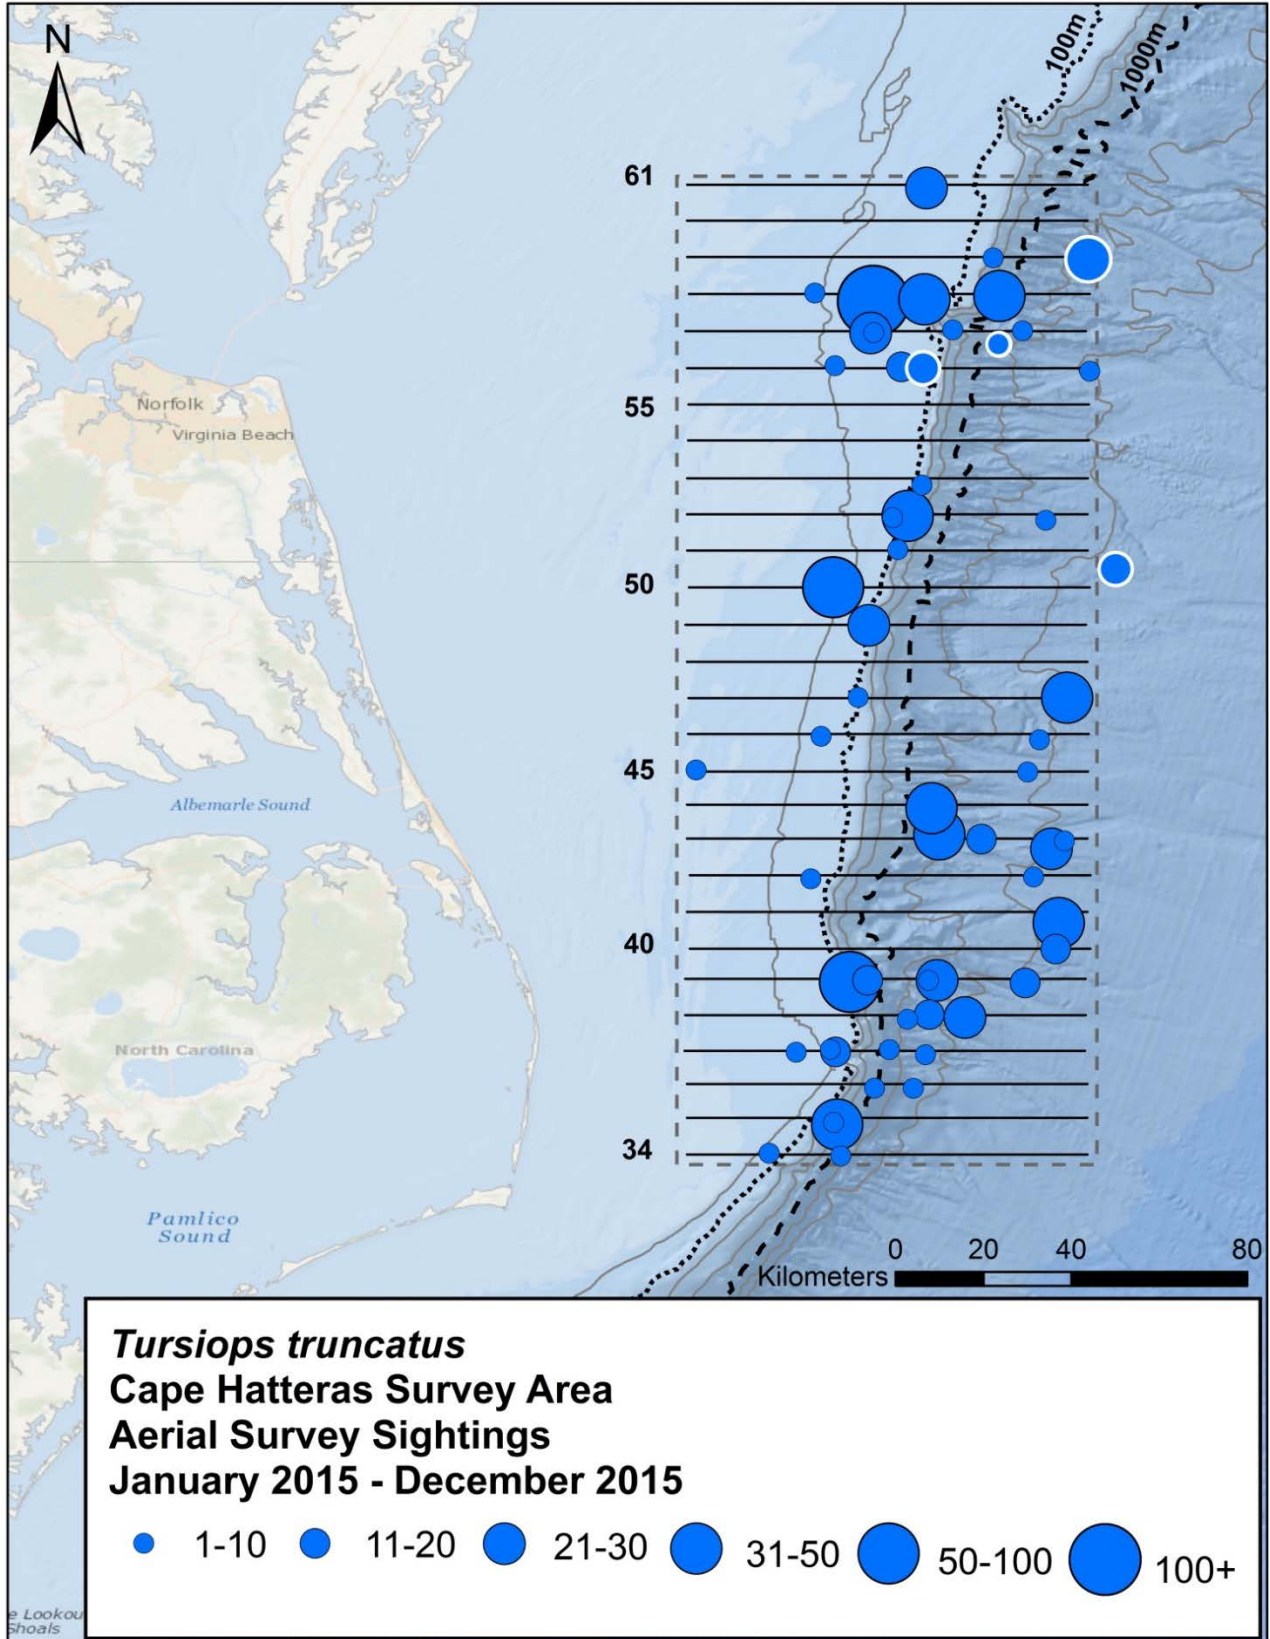 N
100m
1000m
61
Norfolk
Virginia Beach
55
50
45
Albemarle Sound
40
North Carolina
34
Pamlico
Sound
0 20 40 80
Kilometers
Tursiops truncatus
Cape Hatteras Survey Area
Aerial Survey Sightings
January 2015 - December 2015
1-10 11-20 21-30 31-50 50-100 100+
e Lookou
Shoals